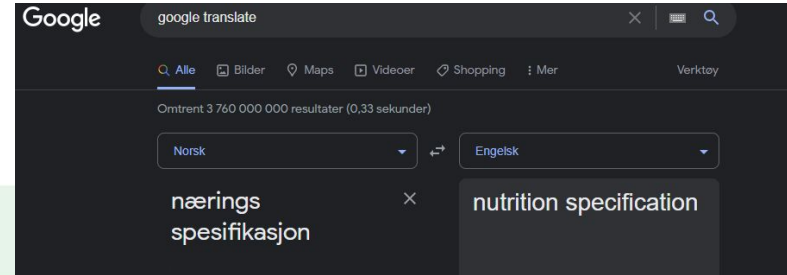 Google google translate
Alle Bilder Maps Videoer Shopping Mer Verktøy
Omtrent 3 760 000 000 resultater (0,33 sekunder)
Norsk Engelsk
nærings
spesifikasjon
nutrition specification